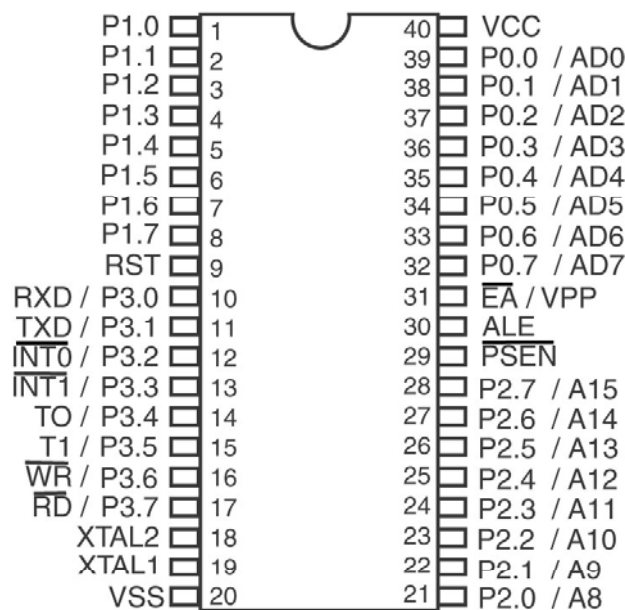 P1.0 1 40 VCC
P1.1 2 39 P0.0 / AD0
P1.2 3 38 P0.1 / AD1
P1.3 4 37 P0.2 / AD2
P1.4 5 36 P0.3 / AD3
P1.5 6 35 P0.4 / AD4
P1.6 7 34 P0.5 / AD5
P1.7 8 33 P0.6 / AD6
RST 9 32 P0.7 / AD7
RXD / P3.0 10 31 E̅A̅ / VPP
TXD / P3.1 11 30 ALE
I̅N̅T̅0̅ / P3.2 12 29 P̅S̅E̅N̅
I̅N̅T̅1̅ / P3.3 13 28 P2.7 / A15
TO / P3.4 14 27 P2.6 / A14
T1 / P3.5 15 26 P2.5 / A13
W̅R̅ / P3.6 16 25 P2.4 / A12
R̅D̅ / P3.7 17 24 P2.3 / A11
XTAL2 18 23 P2.2 / A10
XTAL1 19 22 P2.1 / A9
VSS 20 21 P2.0 / A8